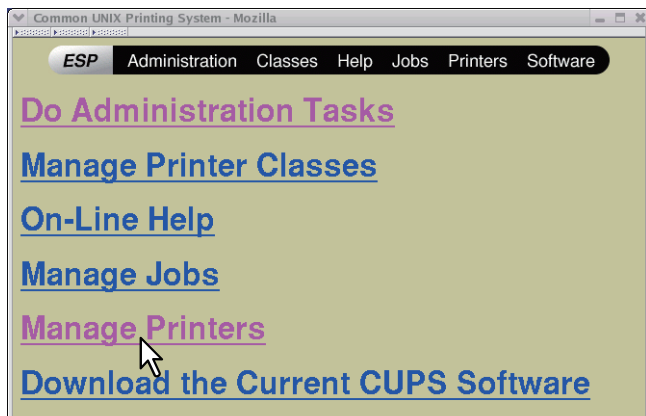 Common UNIX Printing System - Mozilla
ESP Administration Classes Help Jobs Printers Software
Do Administration Tasks
Manage Printer Classes
On-Line Help
Manage Jobs
Manage Printers
Download the Current CUPS Software